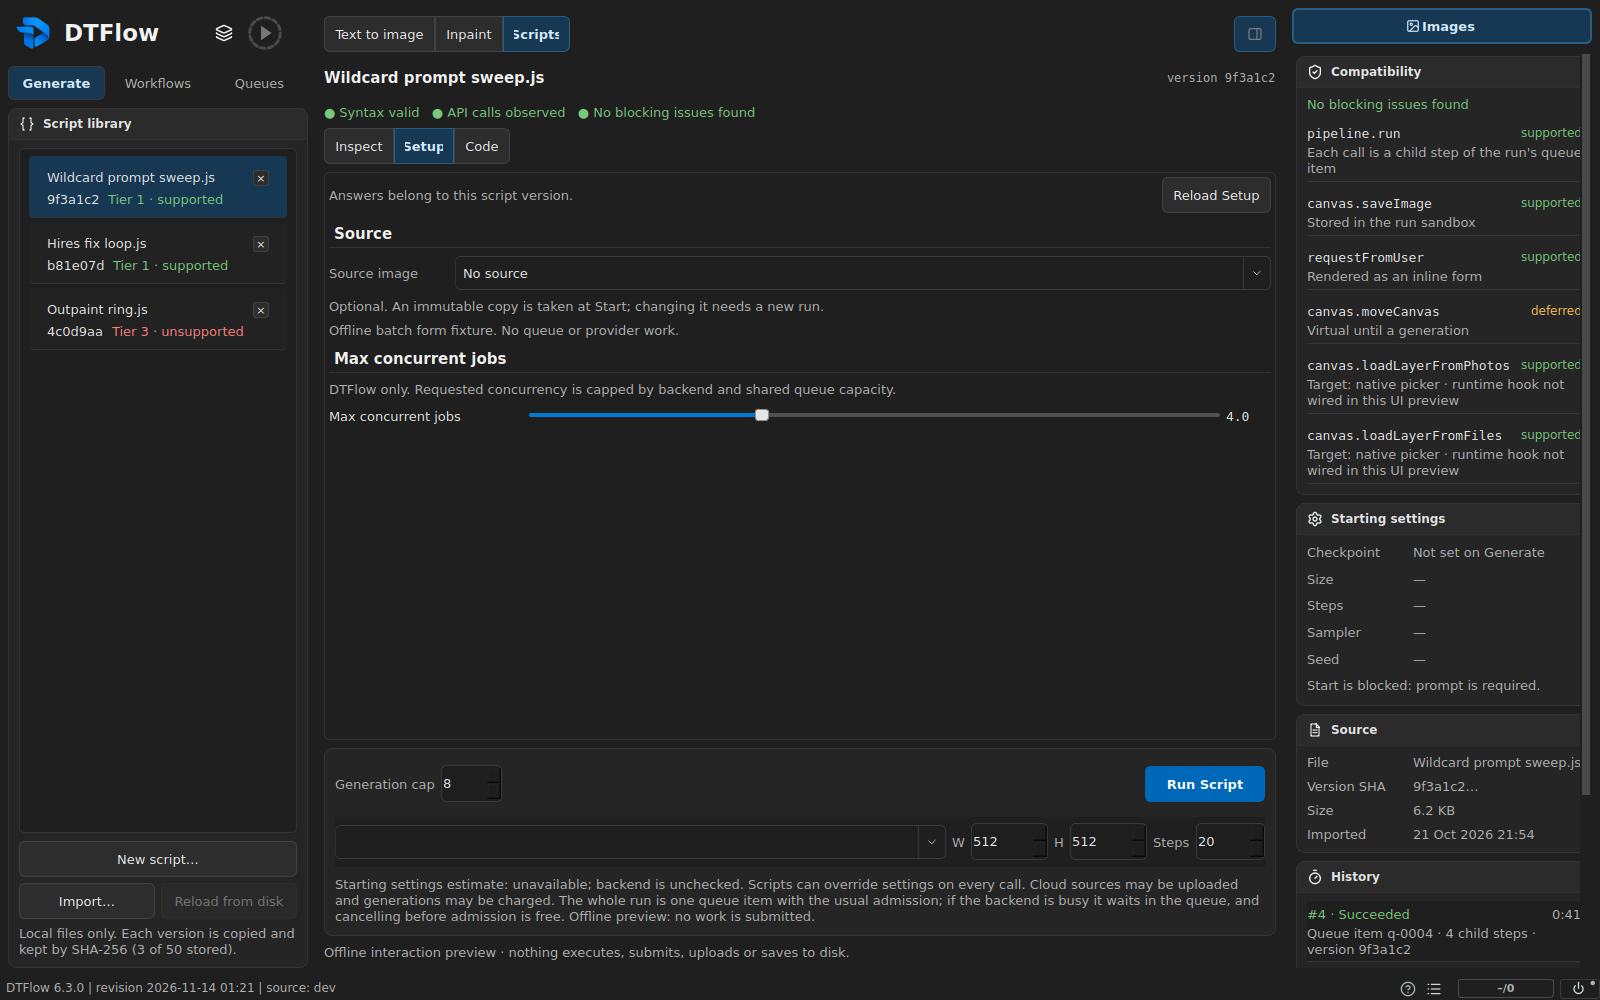 DTFlow
Generate
Workflows
Queues
Script library
Wildcard prompt sweep.js
9f3a1c2 Tier 1 · supported
Hires fix loop.js
b81e07d Tier 1 · supported
Outpaint ring.js
4c0d9aa Tier 3 · unsupported
New script...
Import...
Reload from disk
Local files only. Each version is copied and
kept by SHA-256 (3 of 50 stored).
Text to image
Inpaint
Scripts
Wildcard prompt sweep.js
version 9f3a1c2
Syntax valid
API calls observed
No blocking issues found
Inspect
Setup
Code
Answers belong to this script version.
Reload Setup
Source
Source image
No source
Optional. An immutable copy is taken at Start; changing it needs a new run.
Offline batch form fixture. No queue or provider work.
Max concurrent jobs
DTFlow only. Requested concurrency is capped by backend and shared queue capacity.
Max concurrent jobs
4.0
Generation cap
8
Run Script
W
512
H
512
Steps
20
Starting settings estimate: unavailable; backend is unchecked. Scripts can override settings on every call. Cloud sources may be uploaded
and generations may be charged. The whole run is one queue item with the usual admission; if the backend is busy it waits in the queue, and
cancelling before admission is free. Offline preview: no work is submitted.
Offline interaction preview · nothing executes, submits, uploads or saves to disk.
Images
Compatibility
No blocking issues found
pipeline.run
supported
Each call is a child step of the run's queue
item
canvas.saveImage
supported
Stored in the run sandbox
requestFromUser
supported
Rendered as an inline form
canvas.moveCanvas
deferred
Virtual until a generation
canvas.loadLayerFromPhotos
supported
Target: native picker · runtime hook not
wired in this UI preview
canvas.loadLayerFromFiles
supported
Target: native picker · runtime hook not
wired in this UI preview
Starting settings
Checkpoint
Not set on Generate
Size
—
Steps
—
Sampler
—
Seed
—
Start is blocked: prompt is required.
Source
File
Wildcard prompt sweep.js
Version SHA
9f3a1c2...
Size
6.2 KB
Imported
21 Oct 2026 21:54
History
#4 · Succeeded
0:41
Queue item q-0004 · 4 child steps ·
version 9f3a1c2
DTFlow 6.3.0 | revision 2026-11-14 01:21 | source: dev
–/0